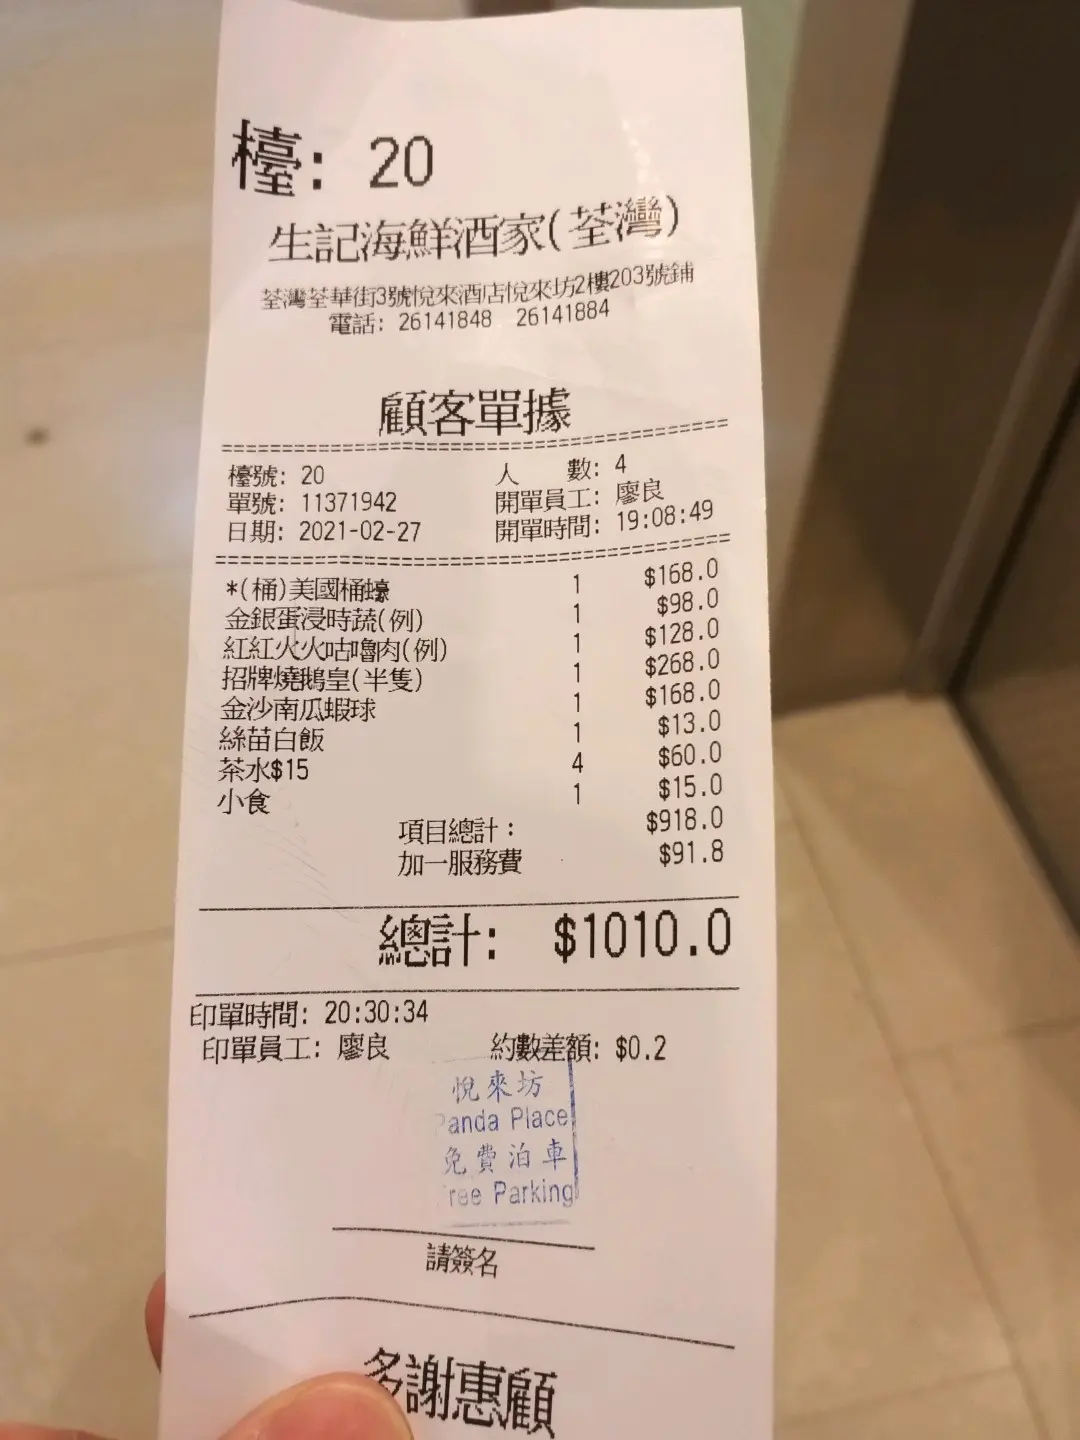 檯: 20
生記海鮮酒家(荃灣)
荃灣荃華街3號悅來酒店悅來坊2樓203號鋪
電話: 26141848 26141884
顧客單據
檯號: 20 人 數: 4
單號: 11371942 開單員工: 廖良
日期: 2021-02-27 開單時間: 19:08:49
*(桶)美國桶蠔 1 $168.0
金銀蛋浸時蔬(例) 1 $98.0
紅紅火火咕嚕肉(例) 1 $128.0
招牌燒鵝皇(半隻) 1 $268.0
金沙南瓜蝦球 1 $168.0
絲苗白飯 1 $13.0
茶水$15 4 $60.0
小食 1 $15.0
項目總計: $918.0
加一服務費 $91.8
總計: $1010.0
印單時間: 20:30:34
印單員工: 廖良 約數差額: $0.2
悅來坊
Panda Place
免費泊車
Free Parking
請簽名
多謝惠顧